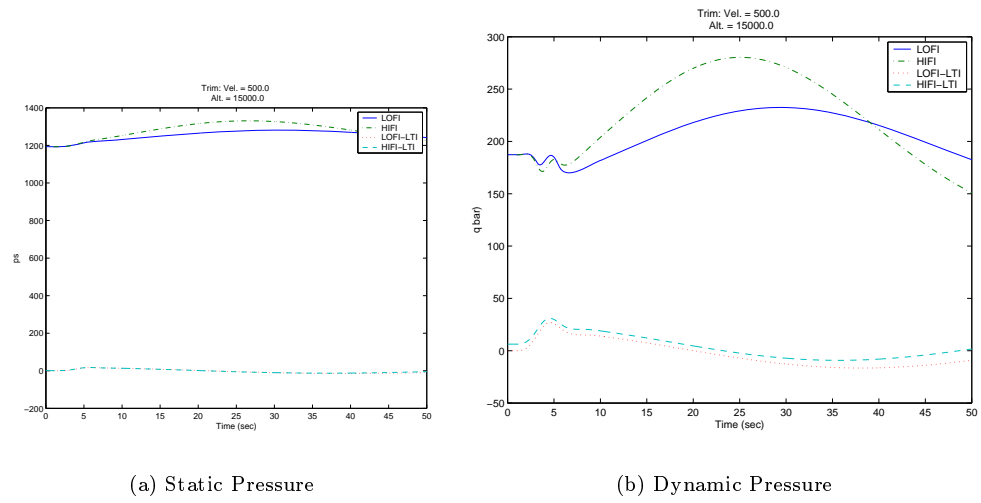 Trim: Vel. = 500.0
Alt. = 15000.0
1400
1200
1000
800
600
400
200
0
−200
ps
0
5
10
15
20
25
30
35
40
45
50
Time (sec)
LOFI
HIFI
LOFI−LTI
HIFI−LTI
(a) Static Pressure
Trim: Vel. = 500.0
Alt. = 15000.0
300
250
200
150
100
50
0
−50
q bar)
0
5
10
15
20
25
30
35
40
45
50
Time (sec)
LOFI
HIFI
LOFI−LTI
HIFI−LTI
(b) Dynamic Pressure